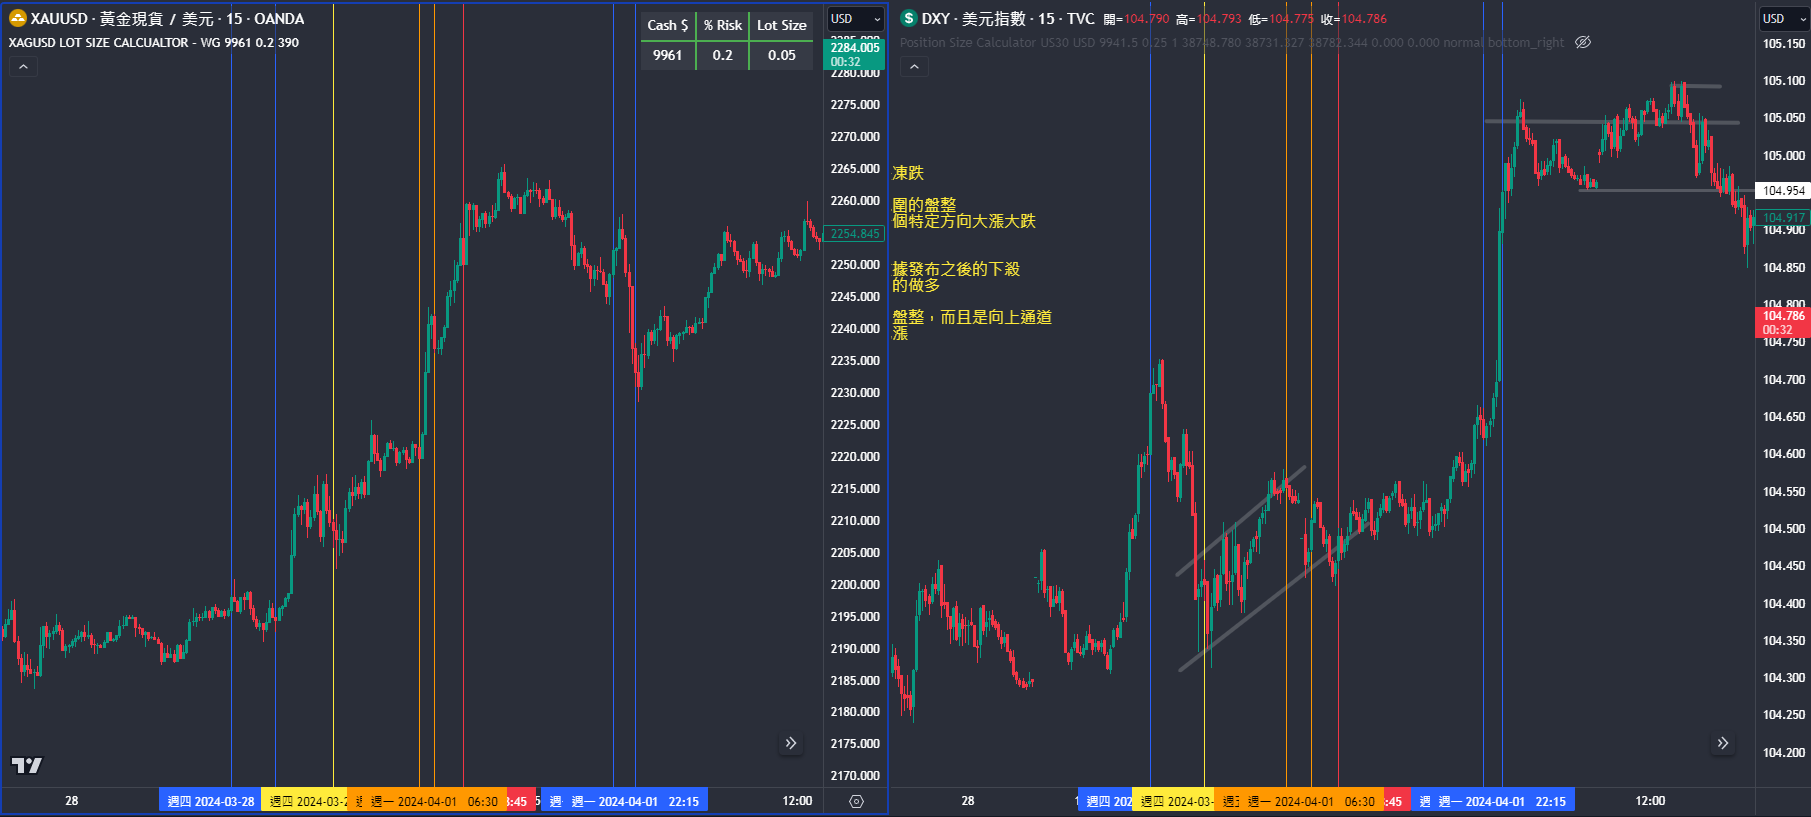 XAUUSD · 黃金現貨 / 美元 · 15 · OANDA
XAGUSD LOT SIZE CALCUALTOR - WG 9961 0.2 390
Cash $ % Risk Lot Size
9961 0.2 0.05
USD
2284.005
00:32
2280.000
2275.000
2270.000
2265.000
2260.000
2254.845
2250.000
2245.000
2240.000
2235.000
2230.000
2225.000
2220.000
2215.000
2210.000
2205.000
2200.000
2195.000
2190.000
2185.000
2180.000
2175.000
2170.000
28 週四 2024-03-28 週四 2024-03-2 週一 2024-04-01 06:30 :45 週一 2024-04-01 22:15 12:00
DXY · 美元指數 · 15 · TVC 開=104.790 高=104.793 低=104.775 收=104.786
Position Size Calculator US30 USD 9941.5 0.25 1 38748.780 38731.327 38782.344 0.000 0.000 normal bottom_right
凍跌
圍的盤整
個特定方向大漲大跌
據發布之後的下殺
的做多
盤整，而且是向上通道
漲
USD
105.150
105.100
105.050
105.000
104.954
104.917
104.900
104.850
104.800
104.786
00:32
104.750
104.700
104.650
104.600
104.550
104.500
104.450
104.400
104.350
104.300
104.250
104.200
28 週四 202 週四 2024-03- 週一 2024-04-01 06:30 :45 週一 2024-04-01 22:15 12:00